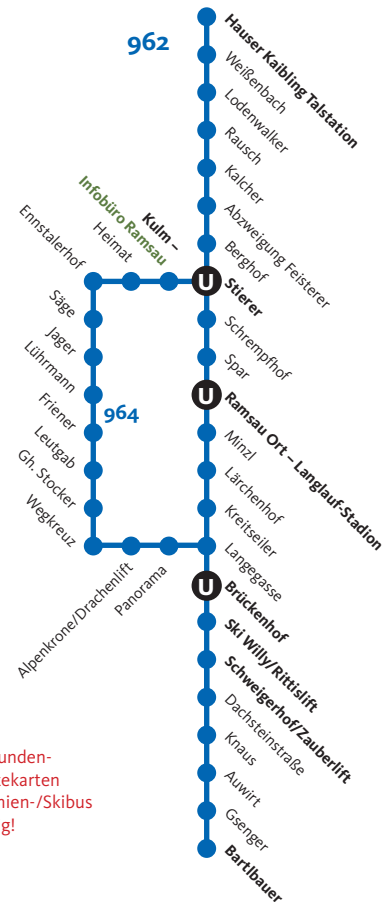 962
Hauser Kaibling Talstation
Weißenbach
Lodenwalker
Rausch
Kalcher
Abzweigung Feisterer
Berghof
Kulm –
Infobüro Ramsau
Heimat
Ennstalerhof
U
Stierer
Säge
Schrempfhof
Jager
Spar
Lührmann
U
Ramsau Ort – Langlauf-Stadion
964
Friener
Minzl
Leutgab
Lärchenhof
Gh. Stocker
Kreitseiler
Wegkreuz
Langegasse
Alpenkrone/Drachenlift
Panorama
U
Brückenhof
Ski Willy/Rittislift
Schweigerhof/Zauberlift
Dachsteinstraße
Knaus
Auwirt
Gsenger
Bartlbauer
unden-
tekarten
nien-/Skibus
g!